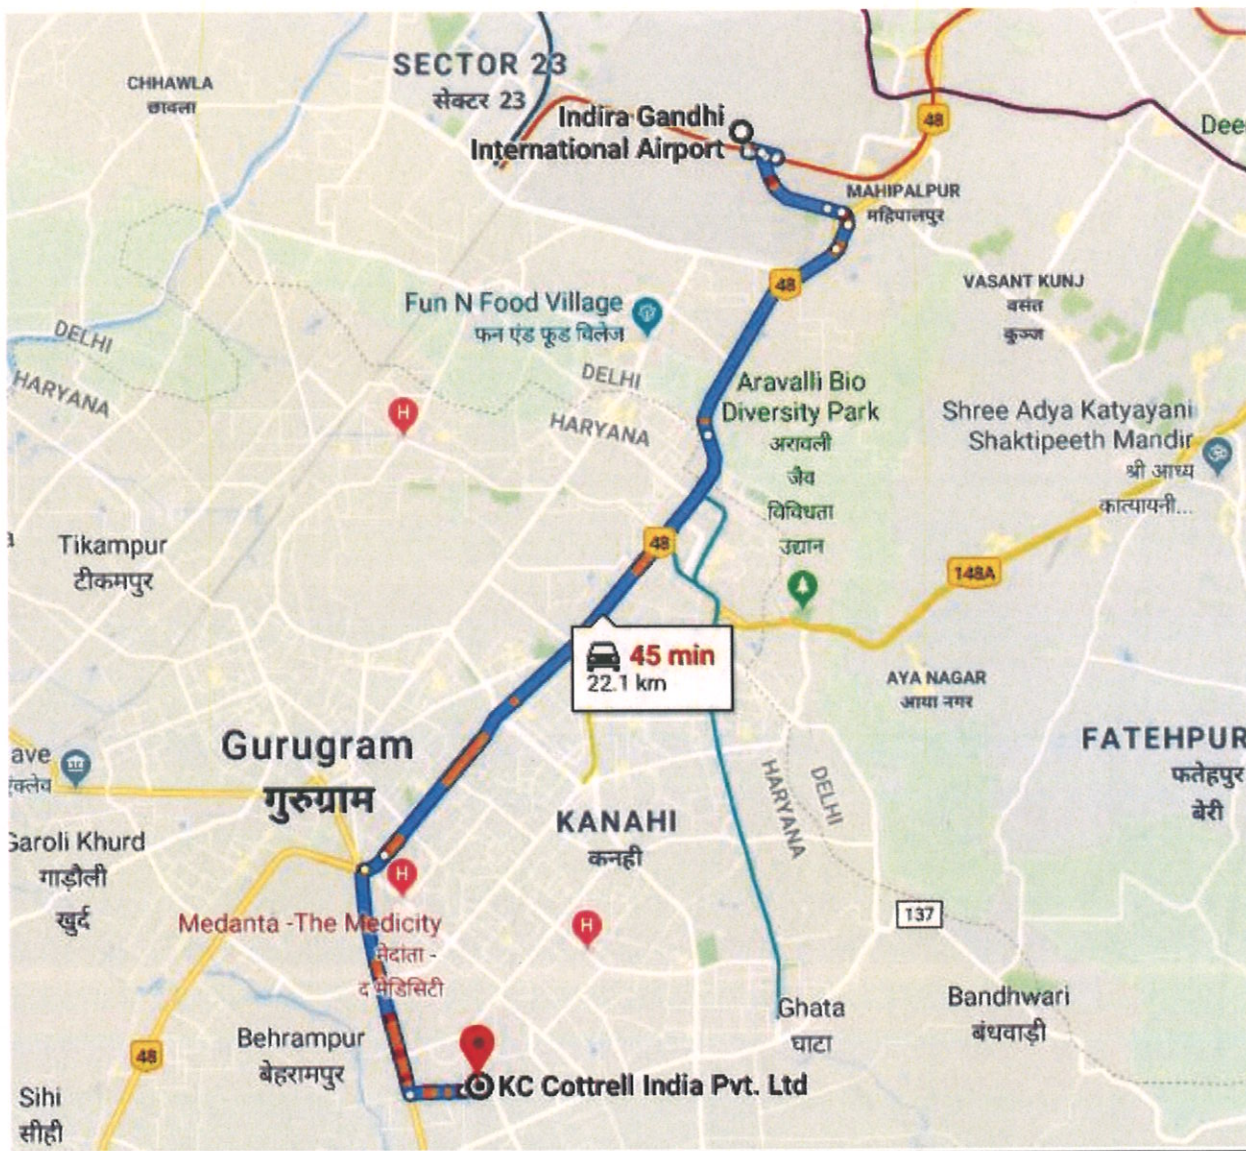 CHHAWLA
छावला
SECTOR 23
सेक्टर 23
Indira Gandhi
International Airport
48
Dee
MAHIPALPUR
महिपालपुर
48
VASANT KUNJ
वसंत
कुञ्ज
Fun N Food Village
फन एंड फूड विलेज
DELHI
HARYANA
DELHI
HARYANA
H
Aravalli Bio
Diversity Park
अरावली
जैव
विविधता
उद्यान
Shree Adya Katyayani
Shaktipeeth Mandir
श्री आध्य
कात्यायनी...
a
Tikampur
टीकमपुर
48
148A
45 min
22.1 km
AYA NAGAR
आया नगर
Gurugram
गुरुग्राम
ave
एंक्लेव
FATEHPUR
फतेहपुर
बेरी
DELHI
HARYANA
KANAHI
कनही
Garoli Khurd
गाड़ौली
खुर्द
H
Medanta -The Medicity
मेदांता -
द मेडिसिटी
H
137
Ghata
घाटा
Bandhwari
बंधवाड़ी
Behrampur
बेहरामपुर
48
KC Cottrell India Pvt. Ltd
Sihi
सीही